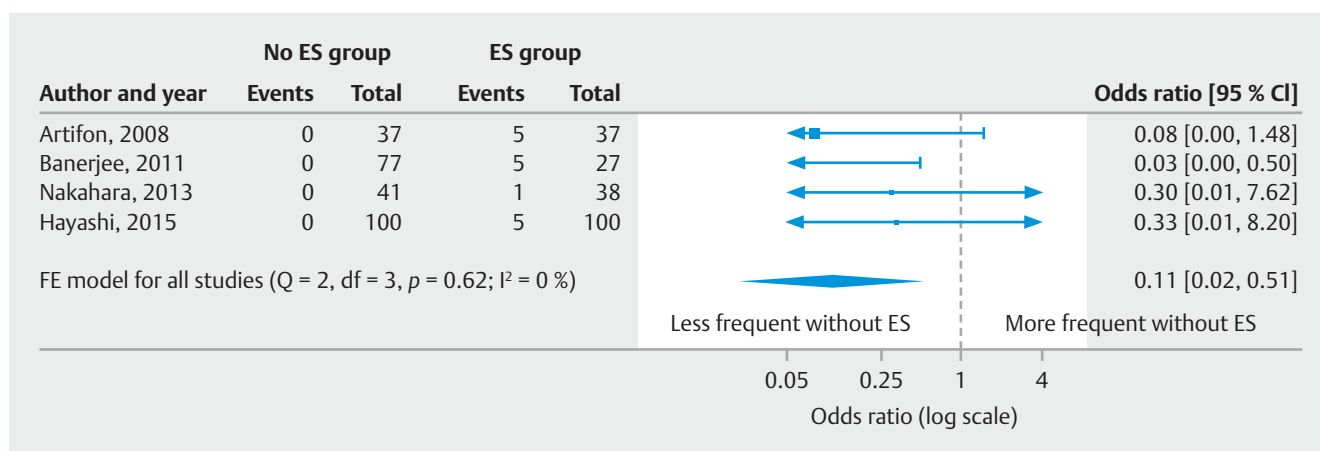 No ES group ES group
Author and year Events Total Events Total Odds ratio [95 % CI]
Artifon, 2008 0 37 5 37 0.08 [0.00, 1.48]
Banerjee, 2011 0 77 5 27 0.03 [0.00, 0.50]
Nakahara, 2013 0 41 1 38 0.30 [0.01, 7.62]
Hayashi, 2015 0 100 5 100 0.33 [0.01, 8.20]
FE model for all studies (Q = 2, df = 3, p = 0.62; I² = 0 %) 0.11 [0.02, 0.51]
Less frequent without ES More frequent without ES
0.05 0.25 1 4
Odds ratio (log scale)